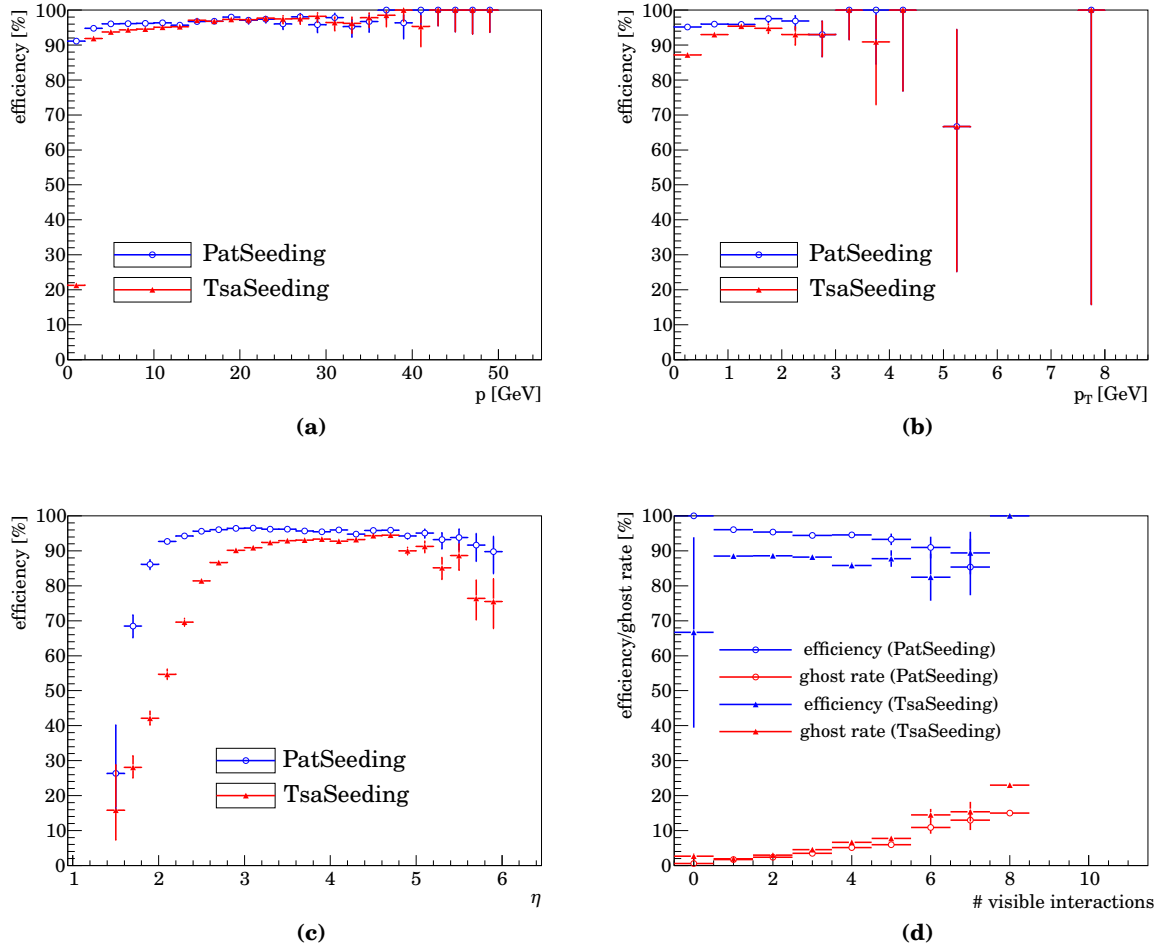 efficiency [%]
100
90
80
70
60
50
40
30
20
10
0
PatSeeding
TsaSeeding
0 10 20 30 40 50
p [GeV]
(a)
efficiency [%]
100
90
80
70
60
50
40
30
20
10
0
PatSeeding
TsaSeeding
0 1 2 3 4 5 6 7 8
p_T [GeV]
(b)
efficiency [%]
100
90
80
70
60
50
40
30
20
10
0
PatSeeding
TsaSeeding
1 2 3 4 5 6
η
(c)
efficiency/ghost rate [%]
100
90
80
70
60
50
40
30
20
10
0
efficiency (PatSeeding)
ghost rate (PatSeeding)
efficiency (TsaSeeding)
ghost rate (TsaSeeding)
0 2 4 6 8 10
# visible interactions
(d)